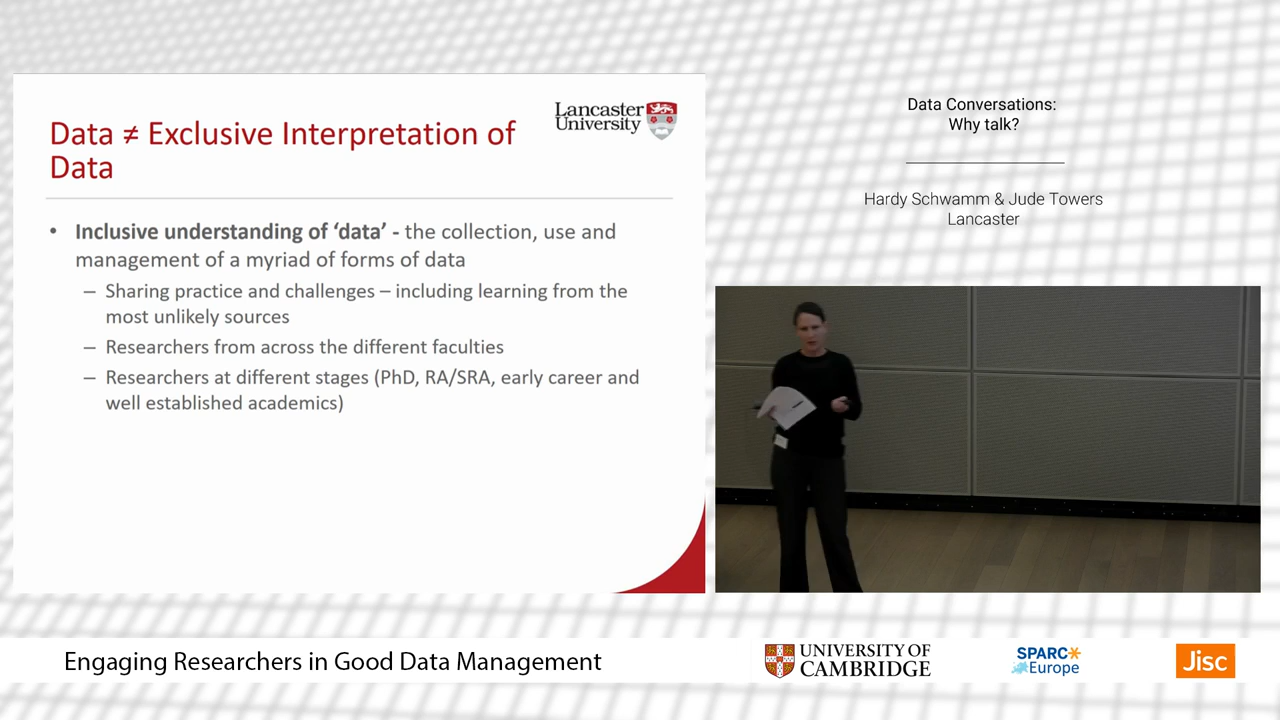 Lancaster
University
Data ≠ Exclusive Interpretation of
Data
• Inclusive understanding of ‘data’ - the collection, use and
management of a myriad of forms of data
– Sharing practice and challenges – including learning from the
most unlikely sources
– Researchers from across the different faculties
– Researchers at different stages (PhD, RA/SRA, early career and
well established academics)
Data Conversations:
Why talk?
Hardy Schwamm & Jude Towers
Lancaster
Engaging Researchers in Good Data Management
UNIVERSITY OF
CAMBRIDGE
SPARC
Europe
Jisc